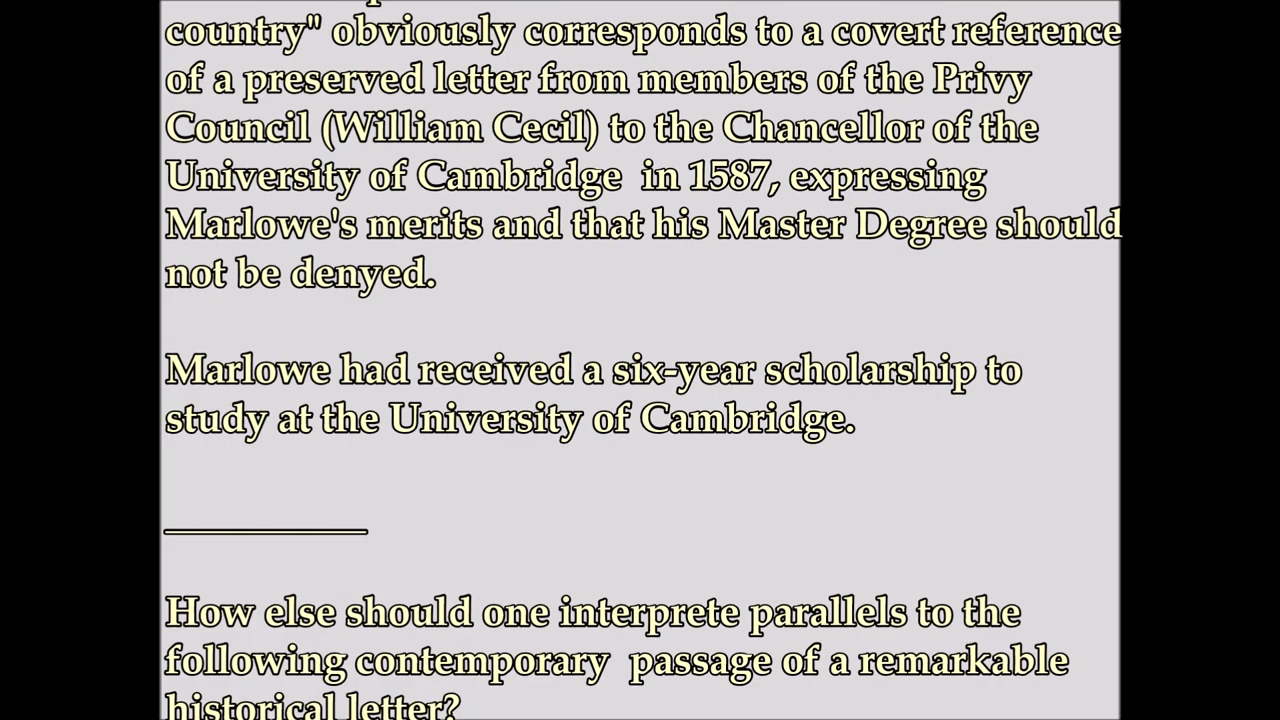 country" obviously corresponds to a covert reference
of a preserved letter from members of the Privy
Council (William Cecil) to the Chancellor of the
University of Cambridge  in 1587, expressing
Marlowe's merits and that his Master Degree should
not be denyed.
Marlowe had received a six-year scholarship to
study at the University of Cambridge.
How else should one interprete parallels to the
following contemporary  passage of a remarkable
historical letter?